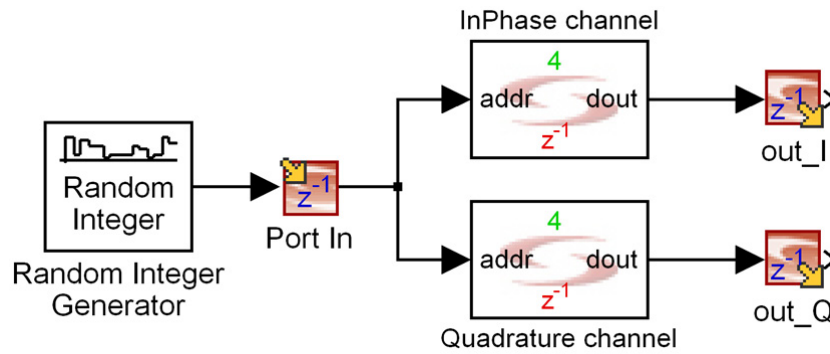 InPhase channel
4
addr dout
z-1
z-1
out_I
Random
Integer
z-1
Port In
Random Integer
Generator
4
addr dout
z-1
Quadrature channel
z-1
out_Q